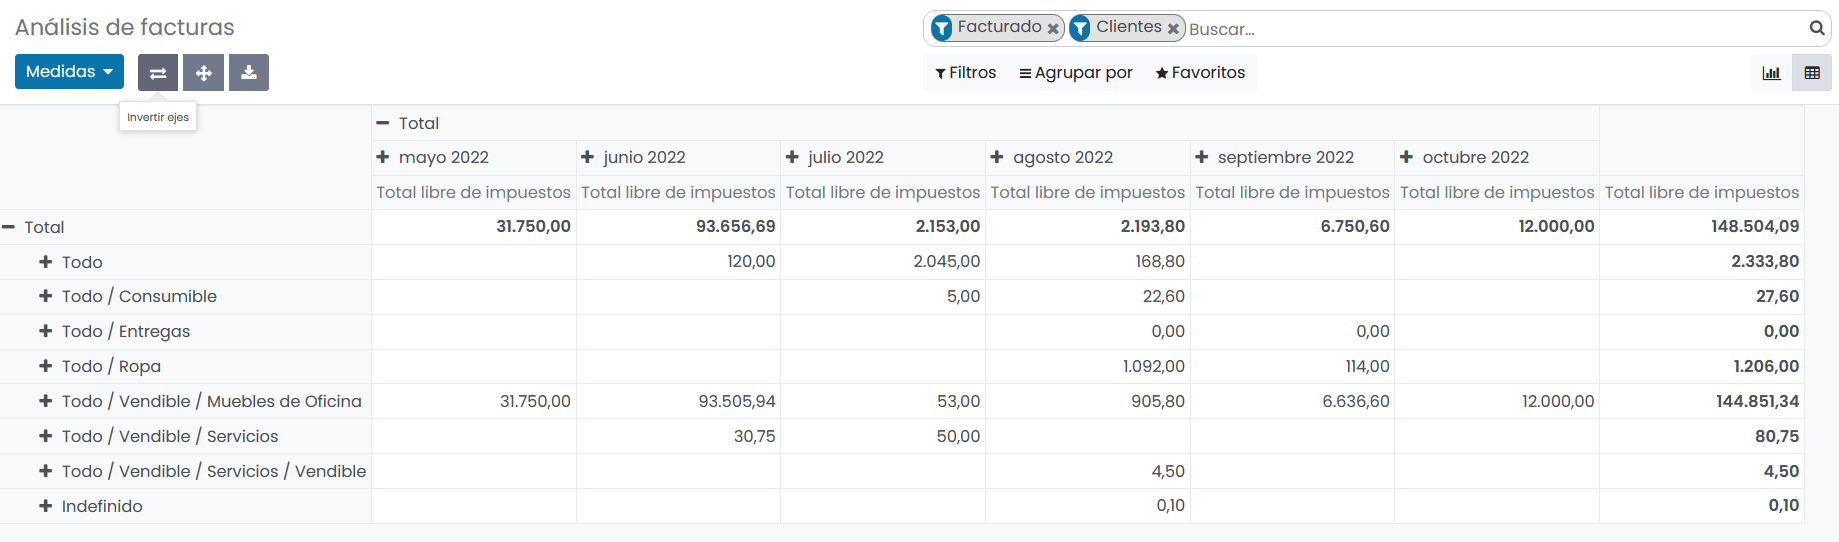 Análisis de facturas
Facturado Clientes Buscar...
Medidas
Filtros Agrupar por Favoritos
Invertir ejes
Total
mayo 2022 junio 2022 julio 2022 agosto 2022 septiembre 2022 octubre 2022
Total libre de impuestos Total libre de impuestos Total libre de impuestos Total libre de impuestos Total libre de impuestos Total libre de impuestos Total libre de impuestos
Total 31.750,00 93.656,69 2.153,00 2.193,80 6.750,60 12.000,00 148.504,09
Todo 120,00 2.045,00 168,80 2.333,80
Todo / Consumible 5,00 22,60 27,60
Todo / Entregas 0,00 0,00 0,00
Todo / Ropa 1.092,00 114,00 1.206,00
Todo / Vendible / Muebles de Oficina 31.750,00 93.505,94 53,00 905,80 6.636,60 12.000,00 144.851,34
Todo / Vendible / Servicios 30,75 50,00 80,75
Todo / Vendible / Servicios / Vendible 4,50 4,50
Indefinido 0,10 0,10